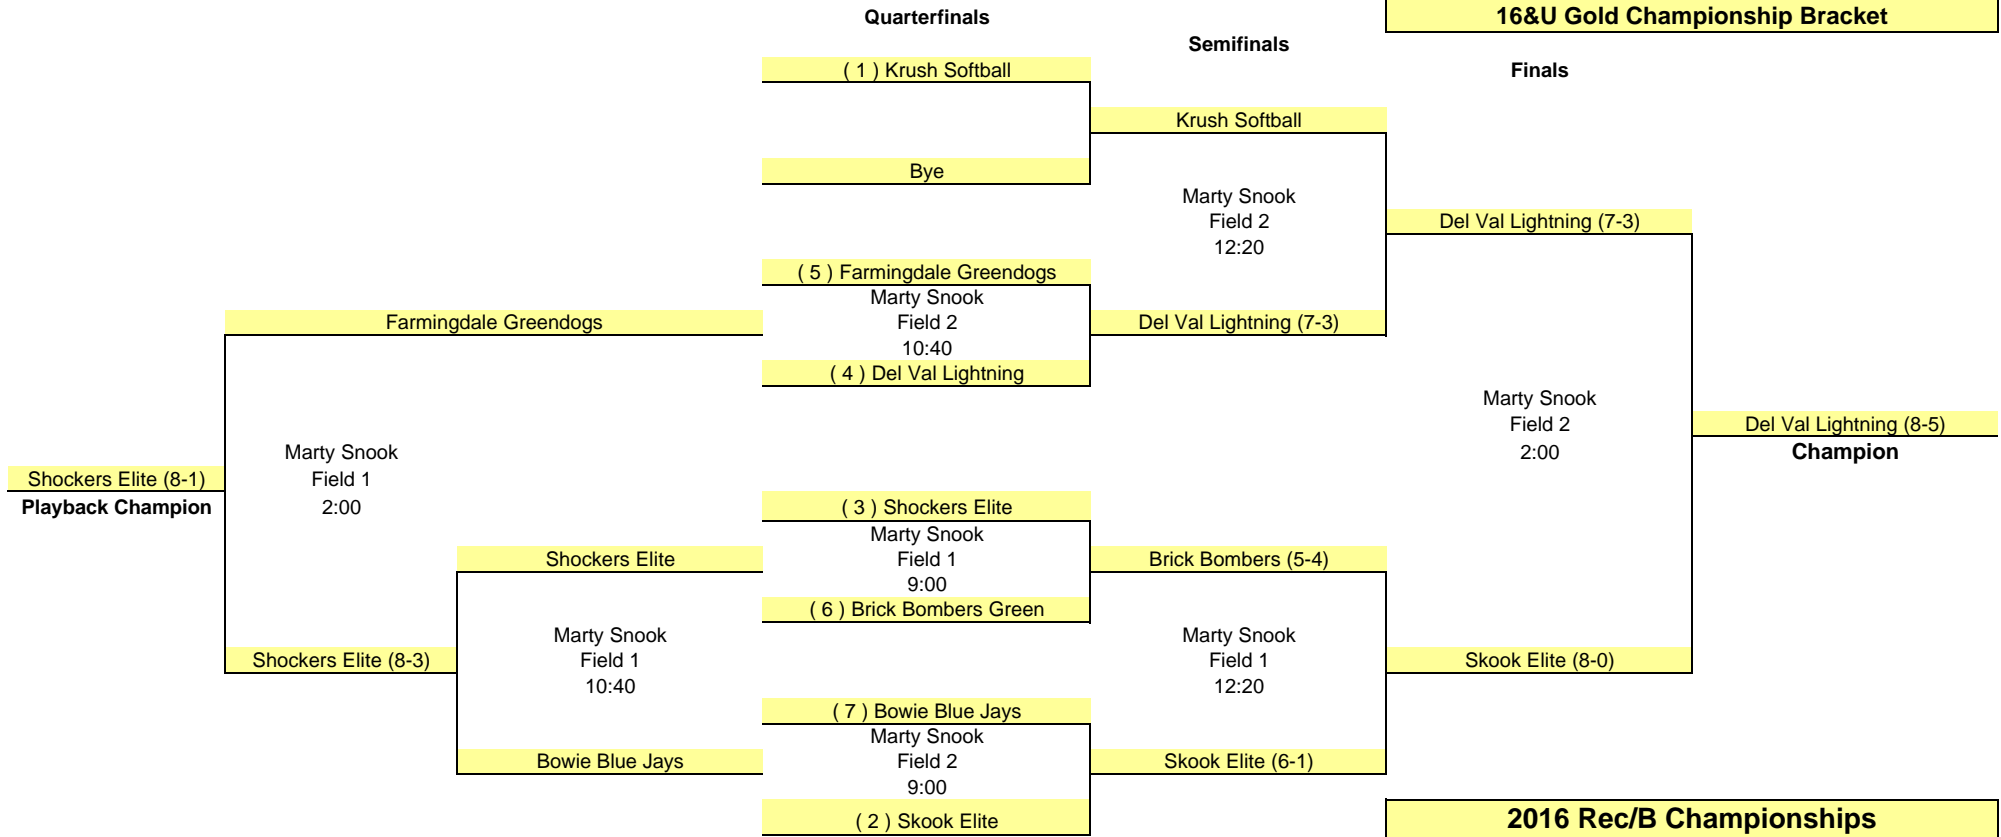 16&U Gold Championship Bracket
Quarterfinals
Semifinals
Finals
( 1 ) Krush Softball
Krush Softball
Bye
Marty Snook
Field 2
12:20
Del Val Lightning (7-3)
( 5 ) Farmingdale Greendogs
Marty Snook
Field 2
10:40
Farmingdale Greendogs
Del Val Lightning (7-3)
( 4 ) Del Val Lightning
Marty Snook
Field 2
2:00
Del Val Lightning (8-5)
Champion
Marty Snook
Field 1
2:00
Shockers Elite (8-1)
Playback Champion
( 3 ) Shockers Elite
Marty Snook
Field 1
9:00
Shockers Elite
Brick Bombers (5-4)
( 6 ) Brick Bombers Green
Marty Snook
Field 1
10:40
Shockers Elite (8-3)
Marty Snook
Field 1
12:20
Skook Elite (8-0)
( 7 ) Bowie Blue Jays
Marty Snook
Field 2
9:00
Bowie Blue Jays
Skook Elite (6-1)
( 2 ) Skook Elite
2016 Rec/B Championships